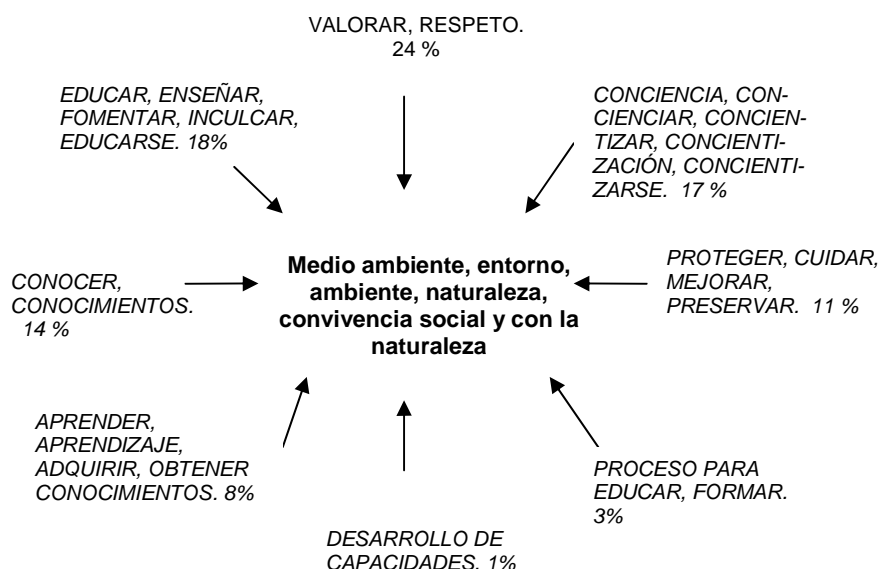 VALORAR, RESPETO.
24 %
EDUCAR, ENSEÑAR,
FOMENTAR, INCULCAR,
EDUCARSE. 18%
CONCIENCIA, CON-
CIENCIAR, CONCIEN-
TIZAR, CONCIENTI-
ZACIÓN, CONCIENTI-
ZARSE. 17 %
CONOCER,
CONOCIMIENTOS.
14 %
Medio ambiente, entorno,
ambiente, naturaleza,
convivencia social y con la
naturaleza
PROTEGER, CUIDAR,
MEJORAR,
PRESERVAR. 11 %
APRENDER,
APRENDIZAJE,
ADQUIRIR, OBTENER
CONOCIMIENTOS. 8%
DESARROLLO DE
CAPACIDADES. 1%
PROCESO PARA
EDUCAR, FORMAR.
3%